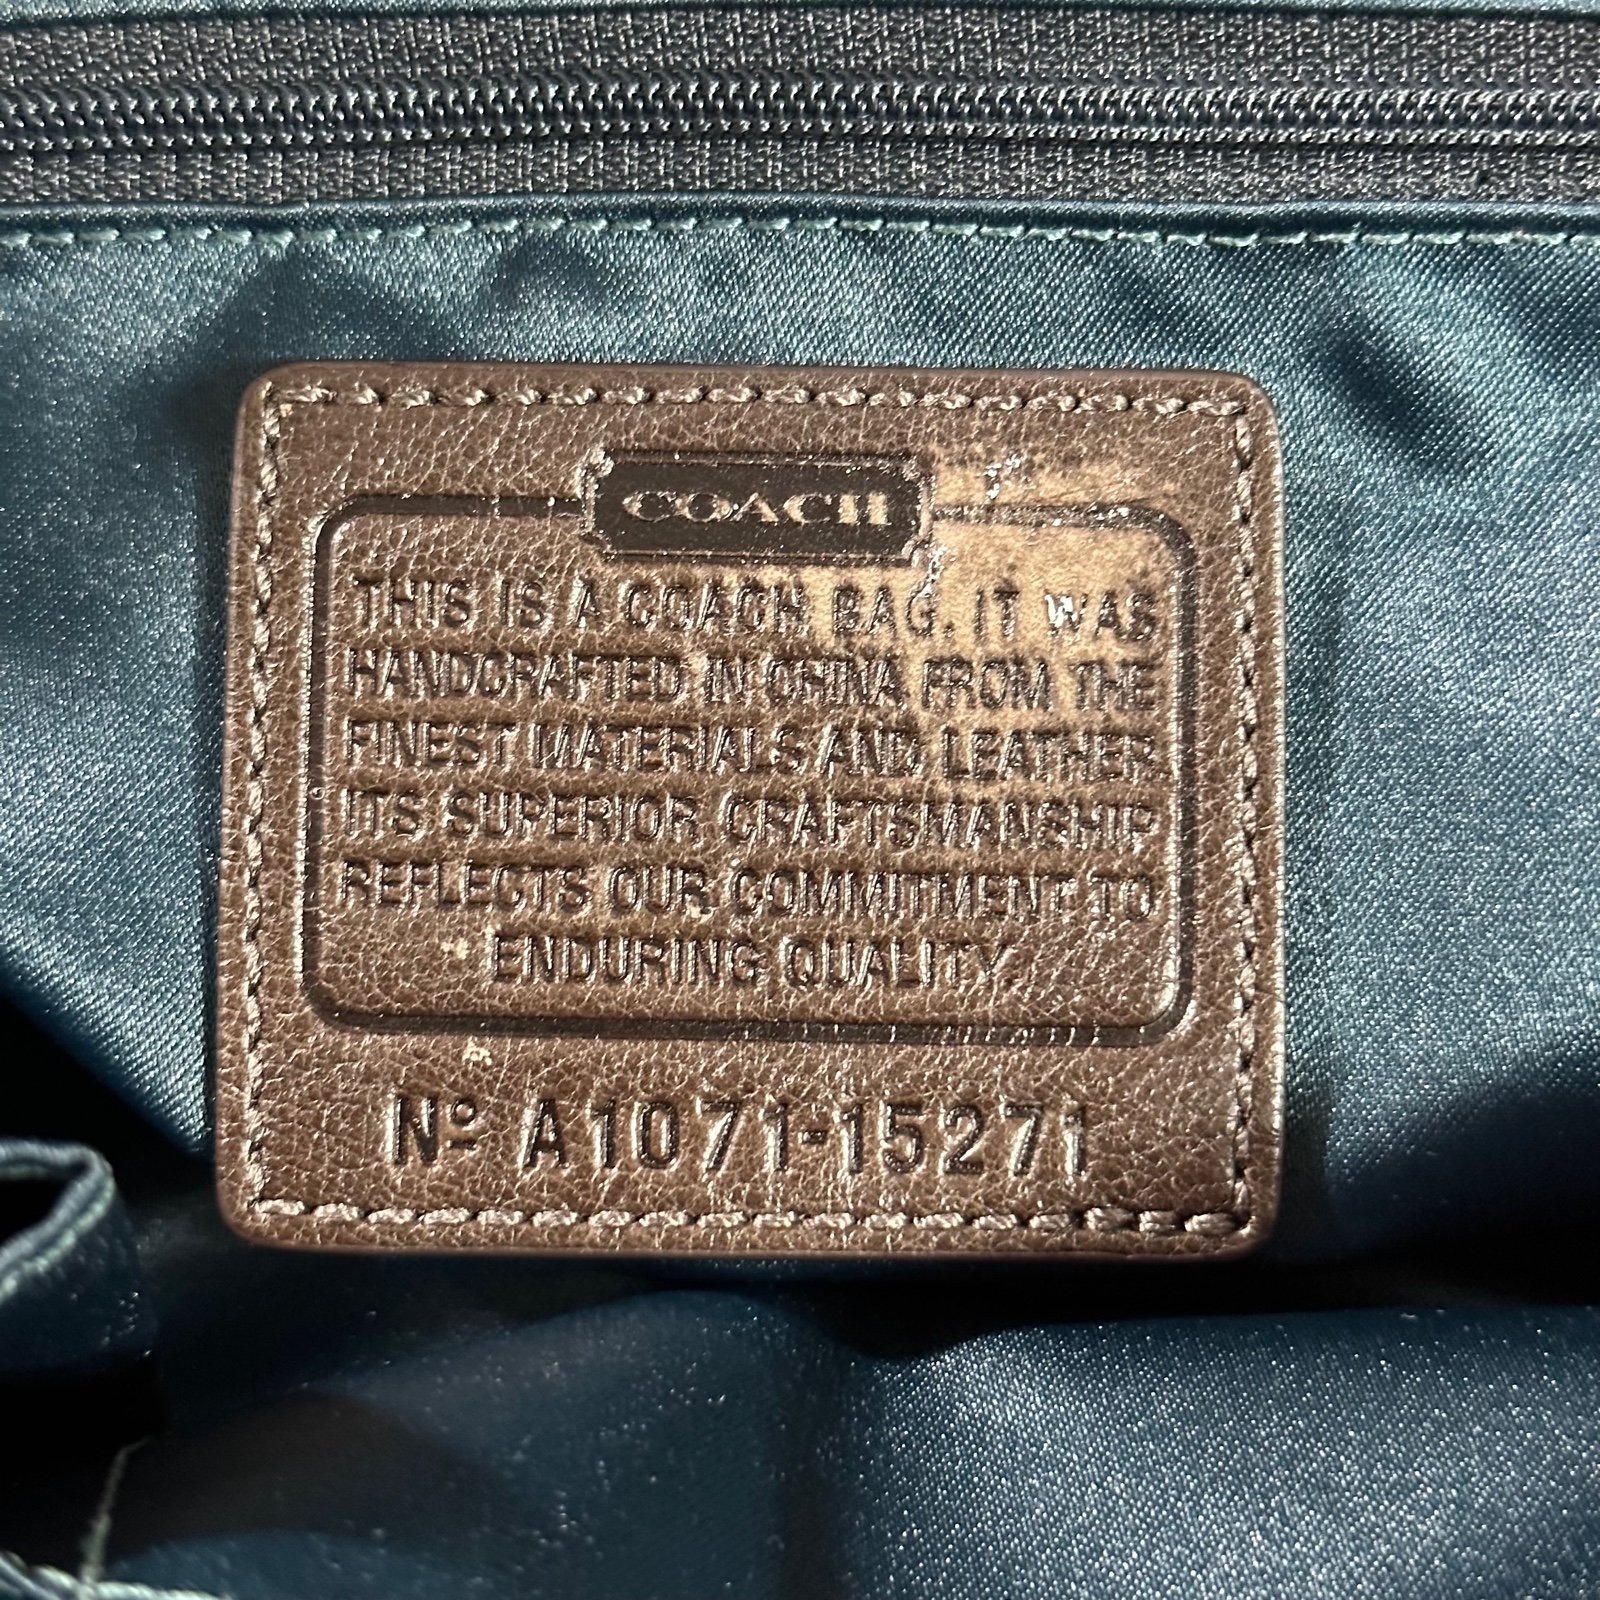 COACH
THIS IS A COACH BAG. IT WAS
HANDCRAFTED IN CHINA FROM THE
FINEST MATERIALS AND LEATHER.
ITS SUPERIOR CRAFTSMANSHIP
REFLECTS OUR COMMITMENT TO
ENDURING QUALITY.
Nº A1071-15271